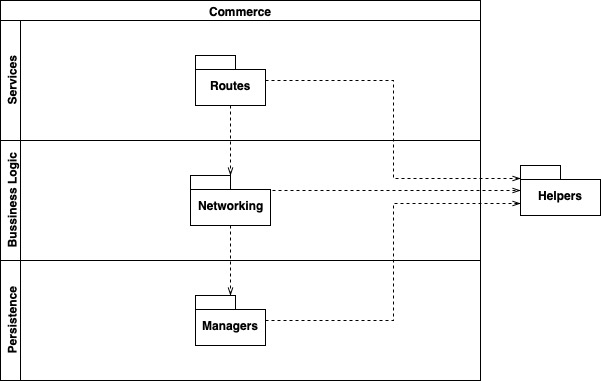 Commerce
Services
Routes
Bussiness Logic
Networking
Helpers
Persistence
Managers